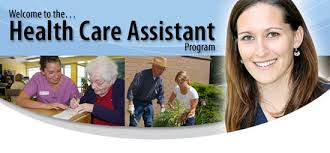 Welcome to the...
Health Care Assistant
Program